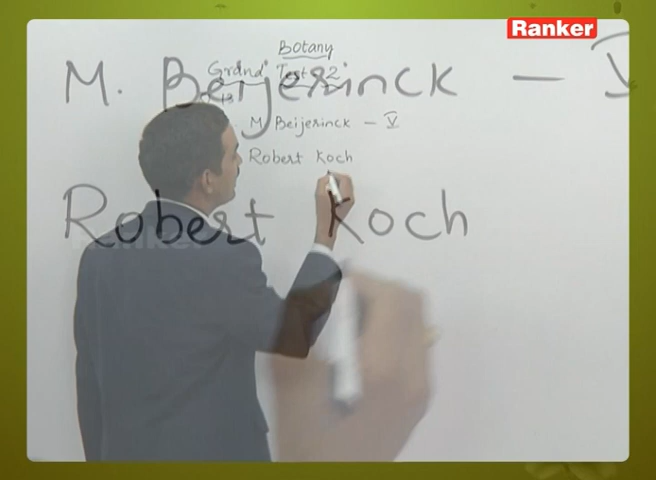 Ranker
Botany
Grand Test - 2
M. Beijerinck - V
M Beijerinck - V
Robert Koch
Robert Koch